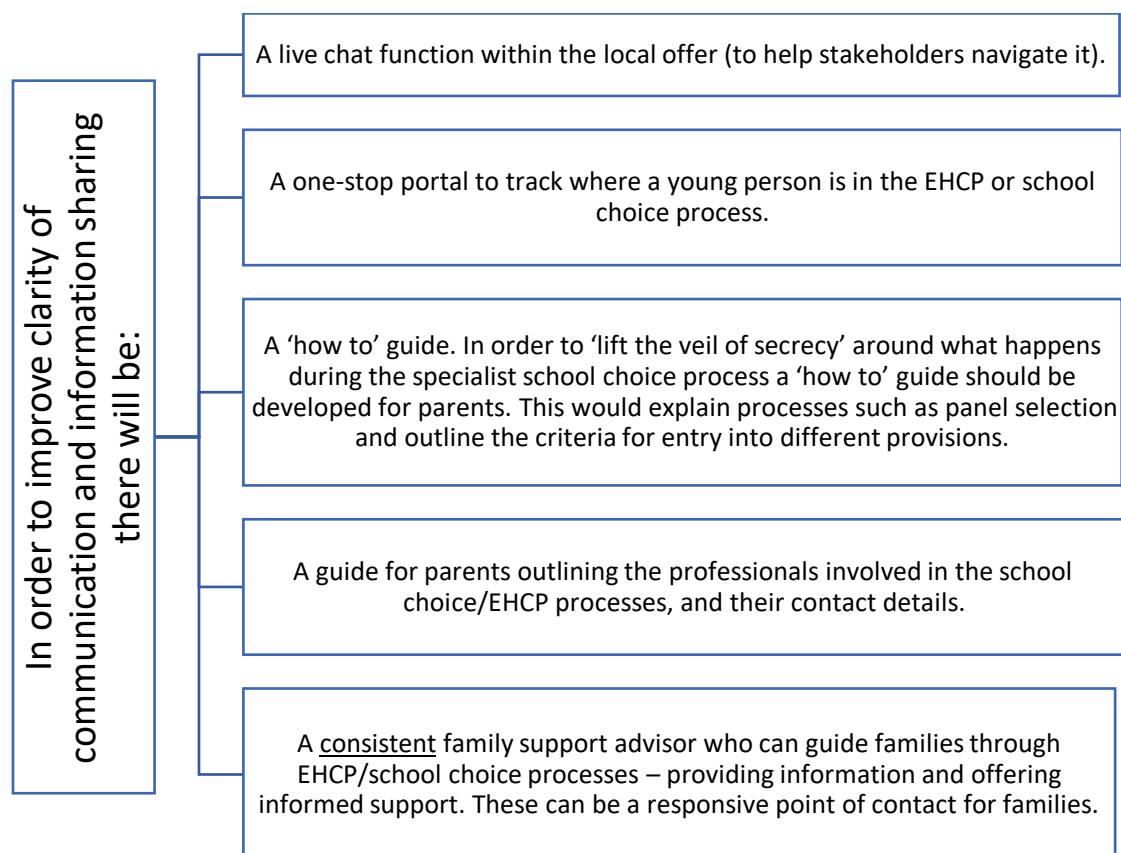 In order to improve clarity of
communication and information sharing
there will be:
A live chat function within the local offer (to help stakeholders navigate it).
A one-stop portal to track where a young person is in the EHCP or school
choice process.
A ‘how to’ guide. In order to ‘lift the veil of secrecy’ around what happens
during the specialist school choice process a ‘how to’ guide should be
developed for parents. This would explain processes such as panel selection
and outline the criteria for entry into different provisions.
A guide for parents outlining the professionals involved in the school
choice/EHCP processes, and their contact details.
A consistent family support advisor who can guide families through
EHCP/school choice processes – providing information and offering
informed support. These can be a responsive point of contact for families.